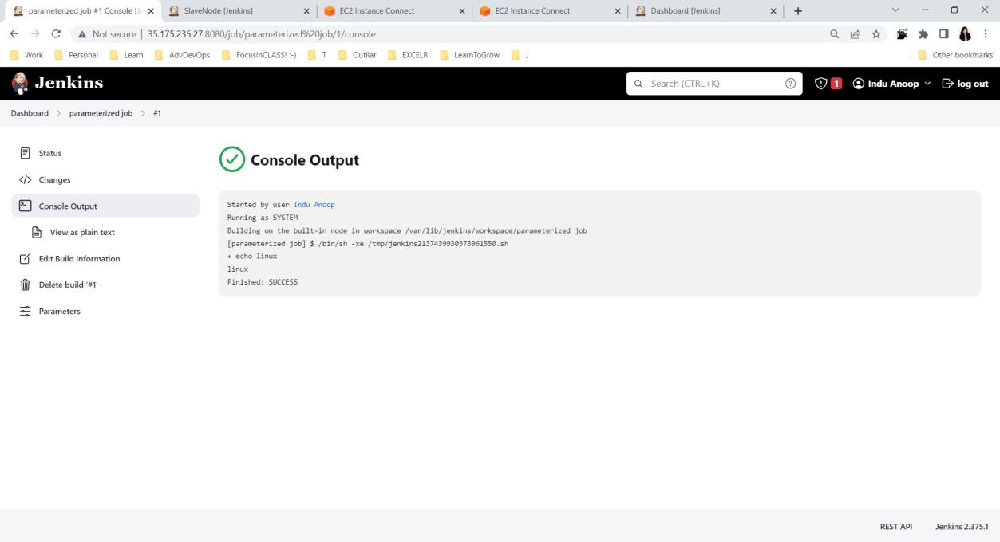 parameterized job #1 Console [Je
SlaveNode [Jenkins]
EC2 Instance Connect
EC2 Instance Connect
Dashboard [Jenkins]
Not secure | 35.175.235.27:8080/job/parameterized%20job/1/console
Work Personal Learn AdvDevOps FocusInCLASS! :-) T Outliar EXCELR LearnToGrow J Other bookmarks
Jenkins
Search (CTRL+K)
1
Indu Anoop
log out
Dashboard > parameterized job > #1
Status
Changes
Console Output
View as plain text
Edit Build Information
Delete build '#1'
Parameters
Console Output
Started by user Indu Anoop
Running as SYSTEM
Building on the built-in node in workspace /var/lib/jenkins/workspace/parameterized job
[parameterized job] $ /bin/sh -xe /tmp/jenkins2137439930373961550.sh
+ echo linux
linux
Finished: SUCCESS
REST API Jenkins 2.375.1